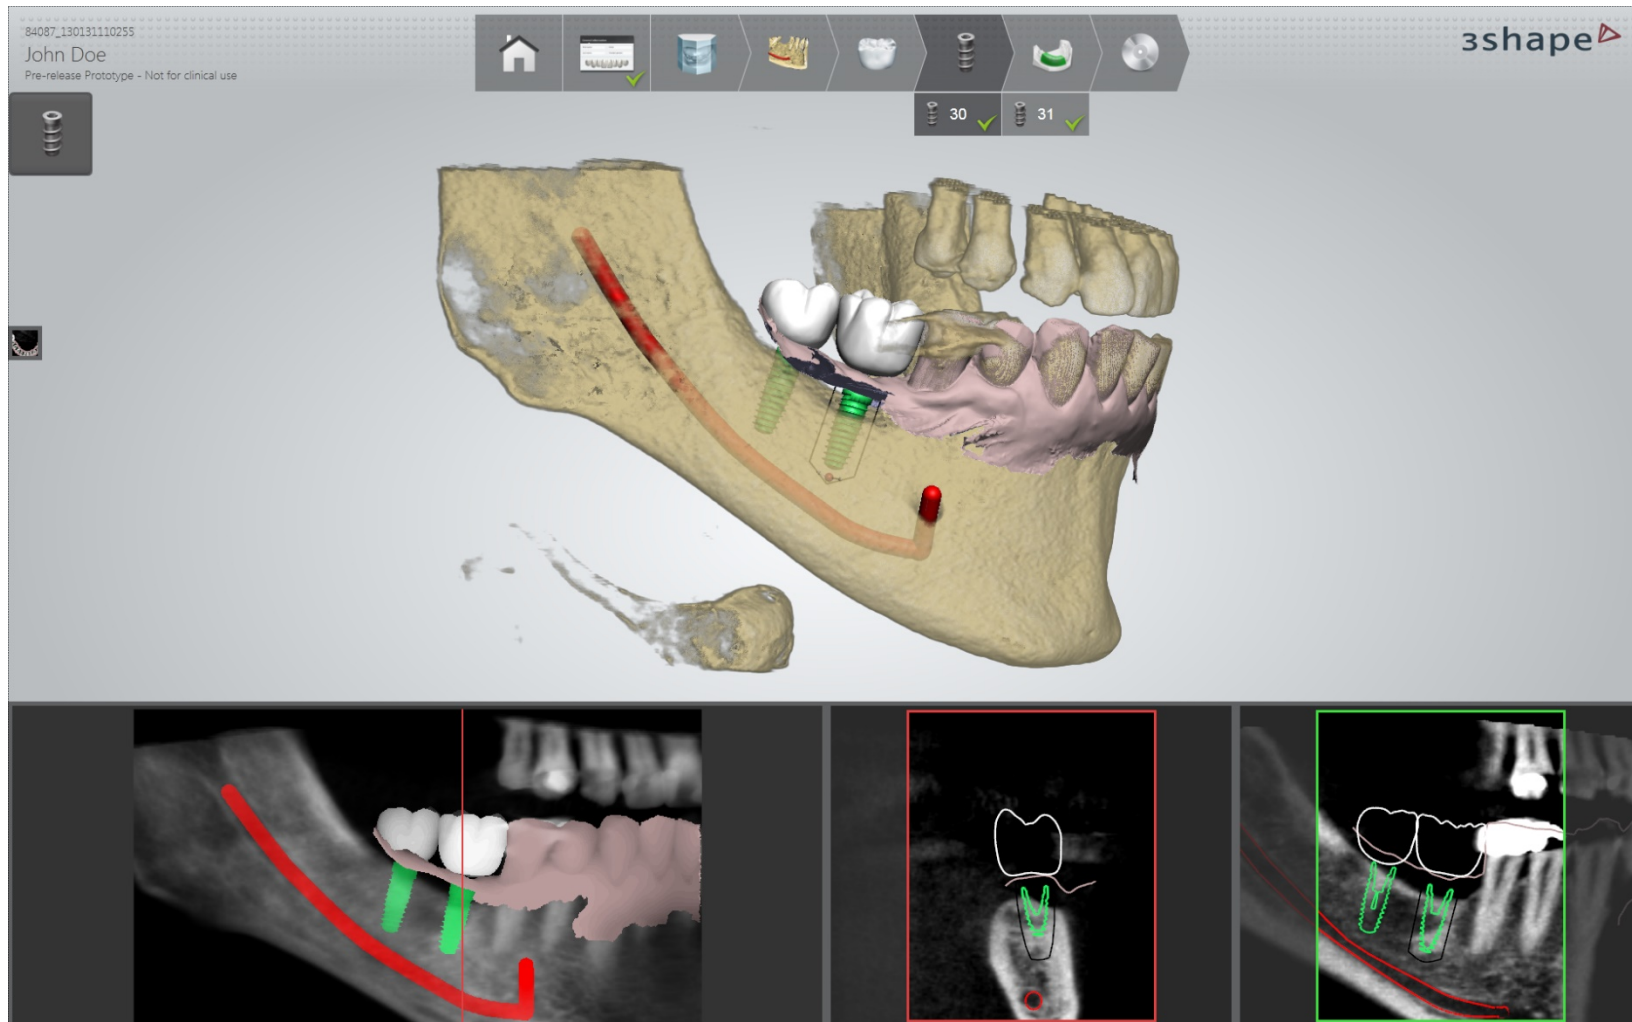 84087_130131110255
John Doe
Pre-release Prototype - Not for clinical use
3shape
30
31